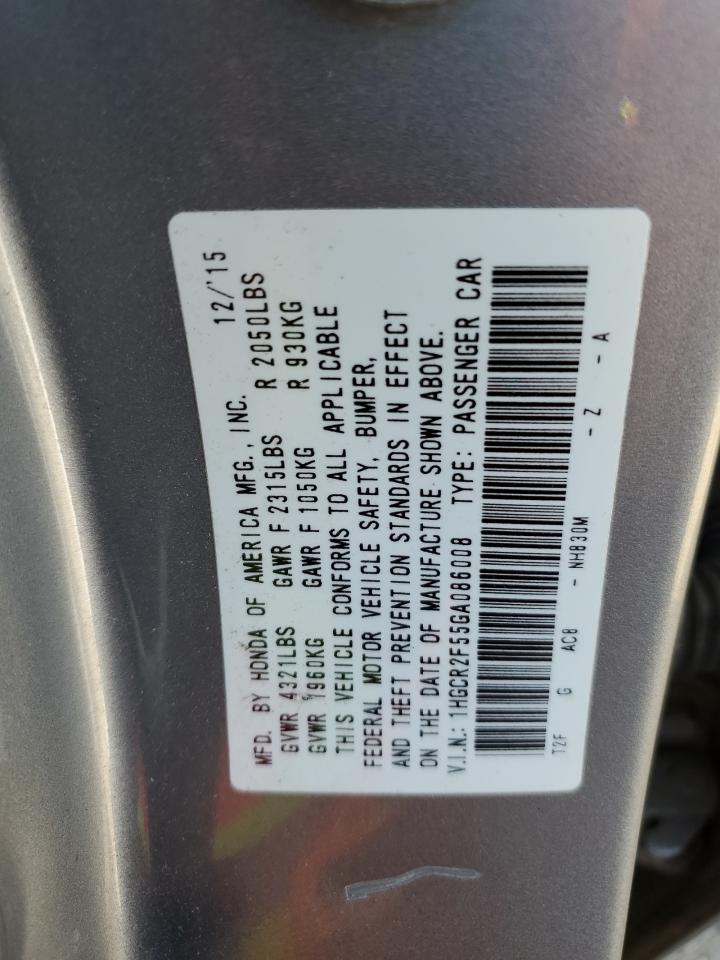 MFD. BY HONDA OF AMERICA MFG., INC. 12/'15
GVWR 4321LBS GAWR F 2315LBS R 2050LBS
GVWR 1960KG GAWR F 1050KG R 930KG
THIS VEHICLE CONFORMS TO ALL APPLICABLE
FEDERAL MOTOR VEHICLE SAFETY, BUMPER,
AND THEFT PREVENTION STANDARDS IN EFFECT
ON THE DATE OF MANUFACTURE SHOWN ABOVE.
V.I.N.: 1HGCR2F55GA086008 TYPE: PASSENGER CAR
T2F G AC8 - NH830M - Z - A